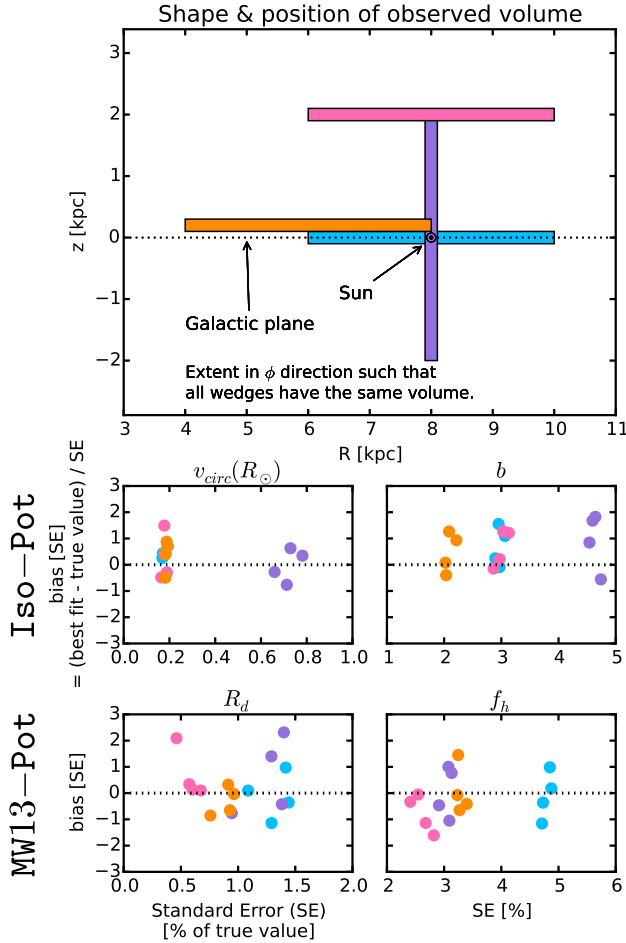 Shape & position of observed volume
3
2
1
0
−1
−2
z [kpc]
Sun
Galactic plane
Extent in ϕ direction such that
all wedges have the same volume.
3 4 5 6 7 8 9 10 11
R [kpc]
Iso−Pot
bias [SE]
= (best fit - true value) / SE
v_circ(R_⊙)
3
2
1
0
−1
−2
−3
0.0 0.2 0.4 0.6 0.8 1.0
b
1 2 3 4 5
MW13−Pot
bias [SE]
R_d
3
2
1
0
−1
−2
−3
0.0 0.5 1.0 1.5 2.0
Standard Error (SE)
[% of true value]
f_h
2 3 4 5 6
SE [%]